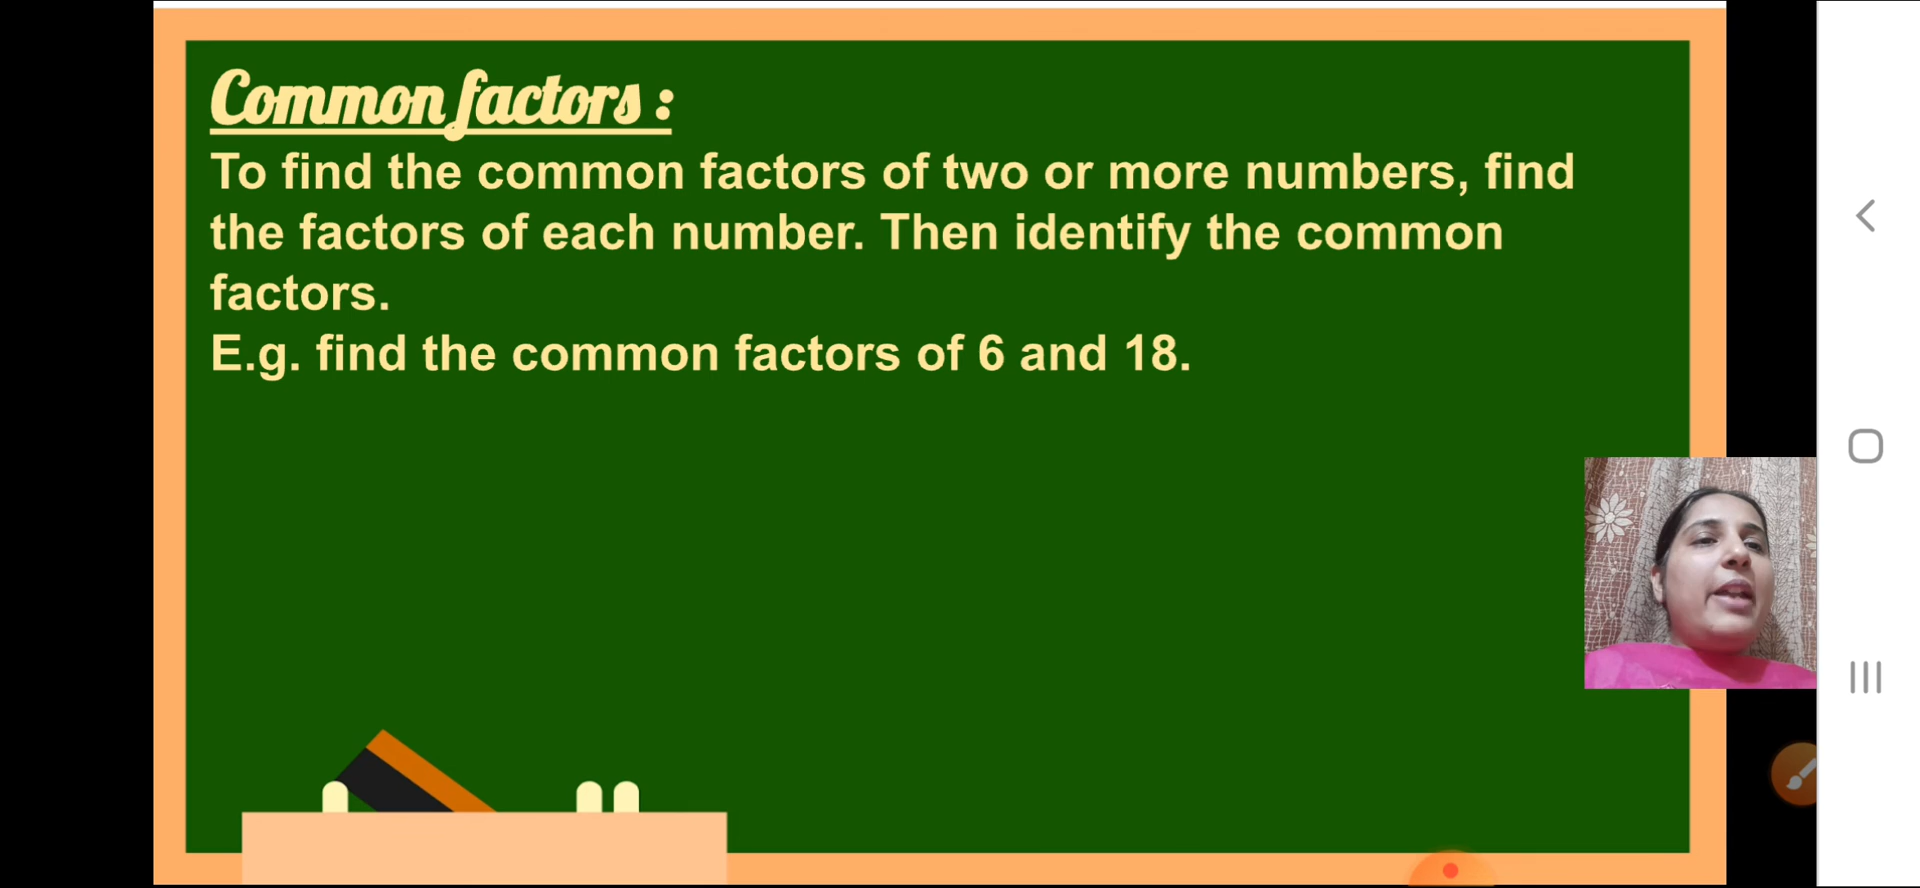 Common factors :
To find the common factors of two or more numbers, find
the factors of each number. Then identify the common
factors.
E.g. find the common factors of 6 and 18.